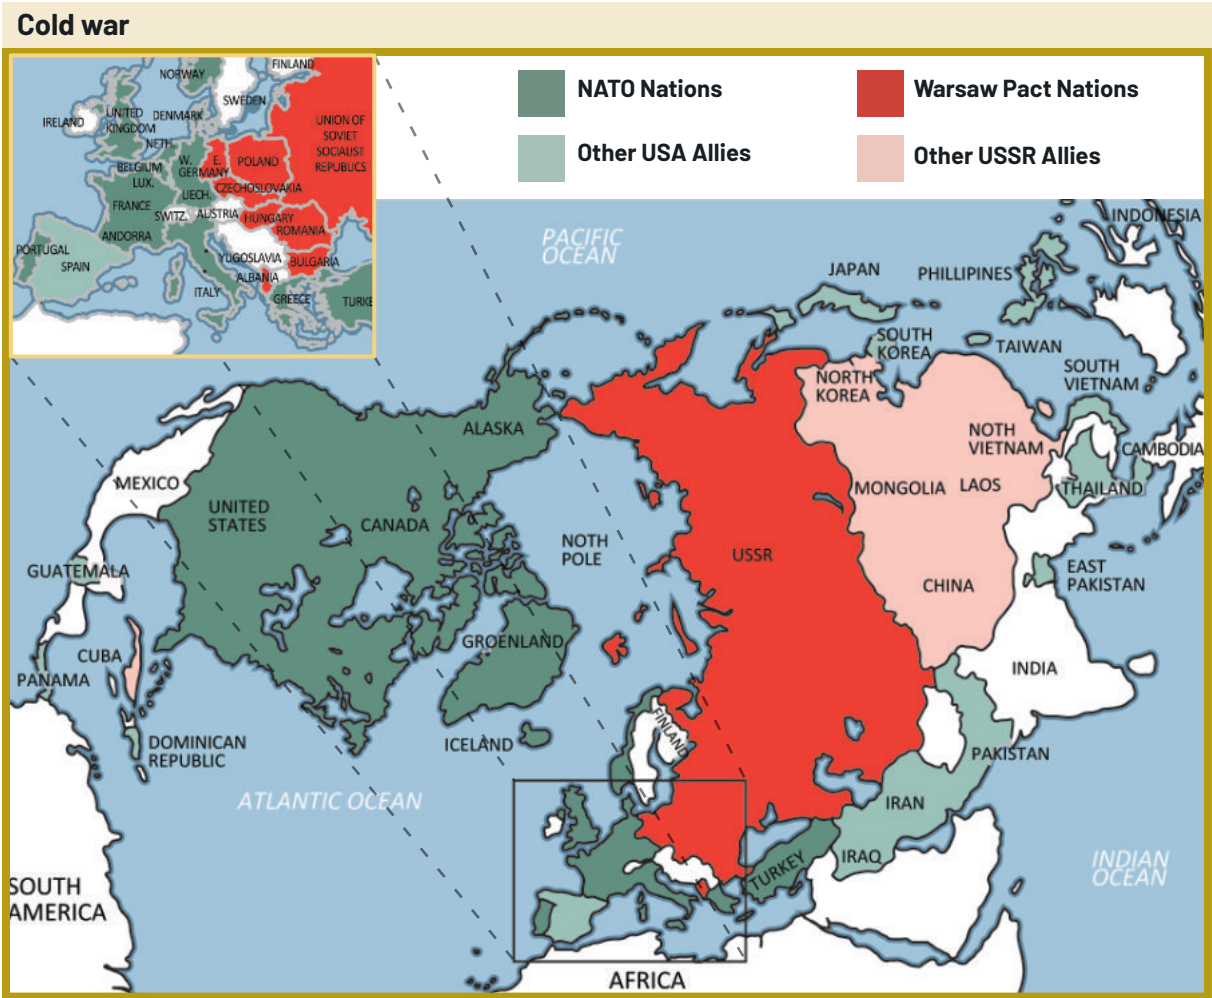 Cold war
NATO Nations
Warsaw Pact Nations
Other USA Allies
Other USSR Allies
NORWAY
FINLAND
SWEDEN
IRELAND
UNITED
KINGDOM
DENMARK
NETH.
UNION OF
SOVIET
SOCIALIST
REPUBLICS
BELGIUM
LUX.
W.
GERMANY
E.
POLAND
CZECHOSLOVAKIA
LIECH.
FRANCE
SWITZ.
AUSTRIA
HUNGARY
ROMANIA
ANDORRA
PORTUGAL
SPAIN
YUGOSLAVIA
BULGARIA
ALBANIA
ITALY
GREECE
TURKE
PACIFIC
OCEAN
INDONESIA
JAPAN
PHILLIPINES
SOUTH
KOREA
TAIWAN
NORTH
KOREA
SOUTH
VIETNAM
ALASKA
NOTH
VIETNAM
CAMBODIA
MEXICO
UNITED
STATES
CANADA
MONGOLIA
LAOS
THAILAND
NOTH
POLE
USSR
GUATEMALA
EAST
PAKISTAN
CHINA
GROENLAND
CUBA
PANAMA
INDIA
DOMINICAN
REPUBLIC
ICELAND
FINLAND
PAKISTAN
ATLANTIC OCEAN
IRAN
IRAQ
TURKEY
INDIAN
OCEAN
SOUTH
AMERICA
AFRICA